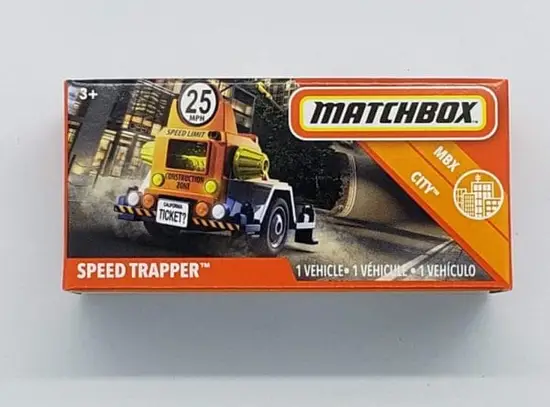 3+
25
MPH
SPEED LIMIT
CONSTRUCTION
ZONE
CALIFORNIA
TICKET?
MATCHBOX
MBX
CITY™
SPEED TRAPPER™
1 VEHICLE • 1 VÉHICULE • 1 VEHÍCULO